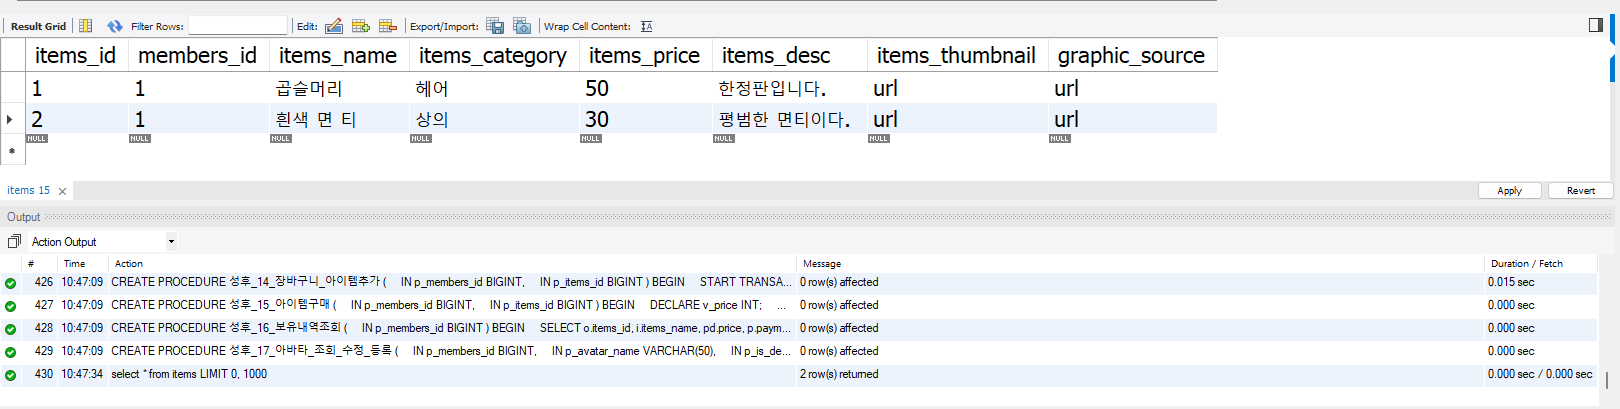 Result Grid Filter Rows: Edit: Export/Import: Wrap Cell Content:
items_id members_id items_name items_category items_price items_desc items_thumbnail graphic_source
1 1 곱슬머리 헤어 50 한정판입니다. url url
2 1 흰색 면 티 상의 30 평범한 면티이다. url url
NULL NULL NULL NULL NULL NULL NULL NULL
items 15 Apply Revert
Output
Action Output
# Time Action Message Duration / Fetch
426 10:47:09 CREATE PROCEDURE 성후_14_장바구니_아이템추가 ( IN p_members_id BIGINT, IN p_items_id BIGINT ) BEGIN START TRANSA... 0 row(s) affected 0.015 sec
427 10:47:09 CREATE PROCEDURE 성후_15_아이템구매 ( IN p_members_id BIGINT, IN p_items_id BIGINT ) BEGIN DECLARE v_price INT; ... 0 row(s) affected 0.000 sec
428 10:47:09 CREATE PROCEDURE 성후_16_보유내역조회 ( IN p_members_id BIGINT ) BEGIN SELECT o.items_id, i.items_name, pd.price, p.paym... 0 row(s) affected 0.000 sec
429 10:47:09 CREATE PROCEDURE 성후_17_아바타_조회_수정_등록 ( IN p_members_id BIGINT, IN p_avatar_name VARCHAR(50), IN p_is_de... 0 row(s) affected 0.000 sec
430 10:47:34 select * from items LIMIT 0, 1000 2 row(s) returned 0.000 sec / 0.000 sec